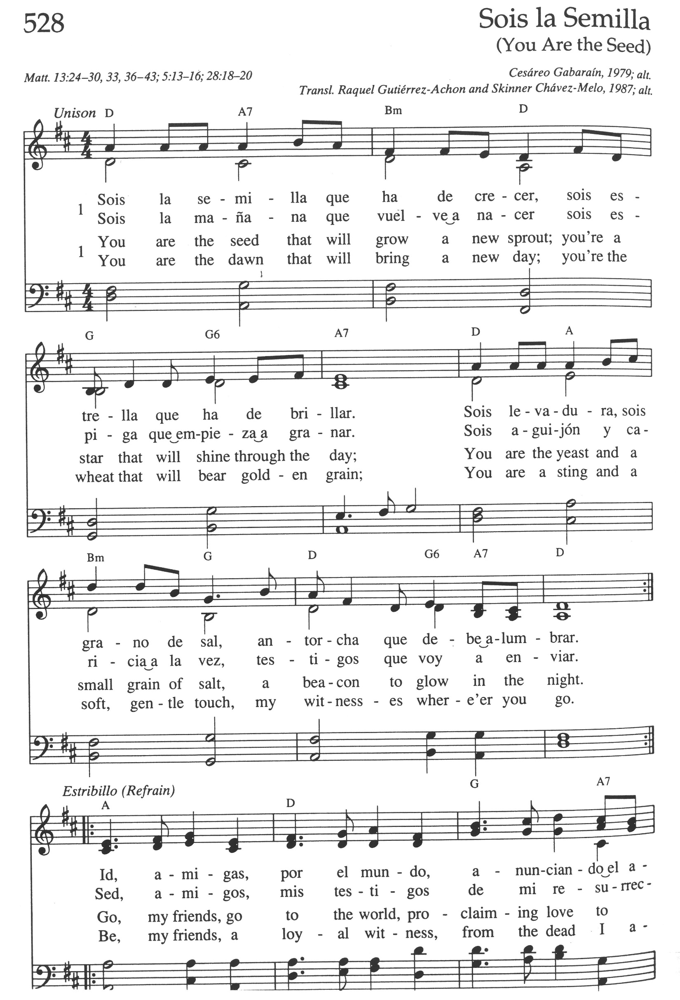 528
Sois la Semilla
(You Are the Seed)
Matt. 13:24–30, 33, 36–43; 5:13–16; 28:18–20
Cesáreo Gabaraín, 1979; alt.
Transl. Raquel Gutiérrez-Achon and Skinner Chávez-Melo, 1987; alt.
Unison D A7 Bm D
4 4
1 Sois la se - mi - lla que ha de cre - cer, sois es -
Sois la ma - ña - na que vuel - ve‿a na - cer sois es -
1 You are the seed that will grow a new sprout; you're a
You are the dawn that will bring a new day; you're the
4 4
G G6 A7 D A
tre - lla que ha de bri - llar. Sois le - va - du - ra, sois
pi - ga que‿em-pie - za‿a gra - nar. Sois a - gui-jón y ca -
star that will shine through the day; You are the yeast and a
wheat that will bear gold - en grain; You are a sting and a
Bm G D G6 A7 D
gra - no de sal, an - tor - cha que de - be‿a-lum - brar.
ri - cia‿a la vez, tes - ti - gos que voy a en - viar.
small grain of salt, a bea - con to glow in the night.
soft, gen - tle touch, my wit - ness - es wher - e'er you go.
Estribillo (Refrain)
A D G A7
Id, a - mi - gas, por el mun - do, a - nun-cian - do‿el a -
Sed, a - mi - gos, mis tes - ti - gos de mi re - su - rrec -
Go, my friends, go to the world, pro - claim - ing love to
Be, my friends, a loy - al wit - ness, from the dead I a -